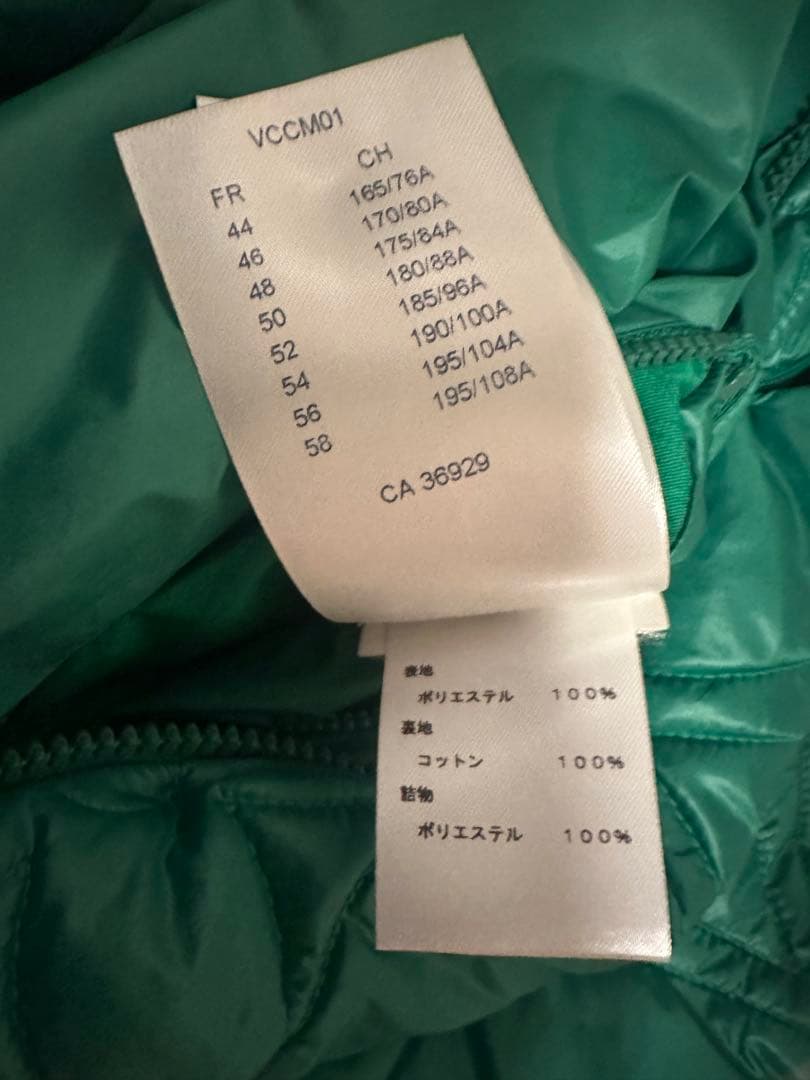 VCCM01
FR CH
44 165/76A
46 170/80A
48 175/84A
50 180/88A
52 185/96A
54 190/100A
56 195/104A
58 195/108A
CA 36929
表地
ポリエステル 100%
裏地
コットン 100%
詰物
ポリエステル 100%